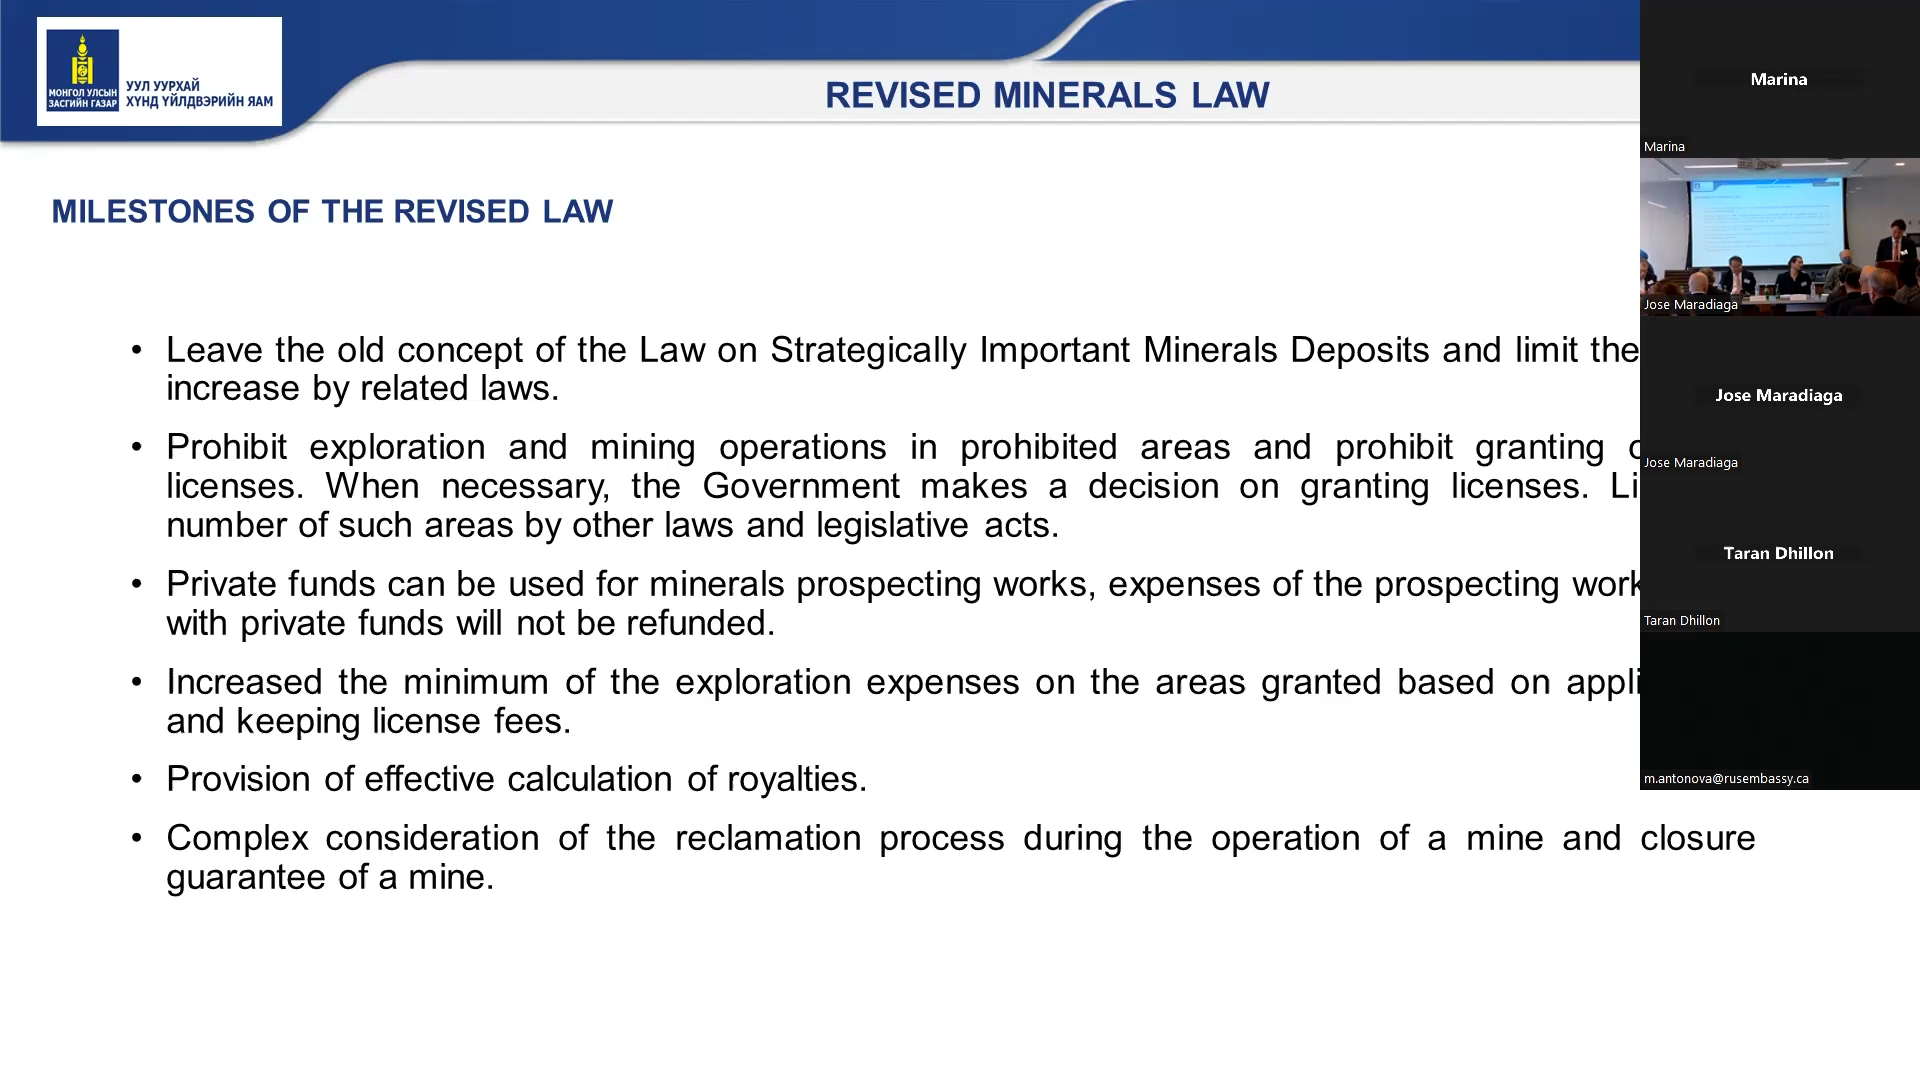 МОНГОЛ УЛСЫН
ЗАСГИЙН ГАЗАР
УУЛ УУРХАЙ
ХҮНД ҮЙЛДВЭРИЙН ЯАМ
REVISED MINERALS LAW
MILESTONES OF THE REVISED LAW
• Leave the old concept of the Law on Strategically Important Minerals Deposits and limit the
increase by related laws.
• Prohibit exploration and mining operations in prohibited areas and prohibit granting
licenses. When necessary, the Government makes a decision on granting licenses.
number of such areas by other laws and legislative acts.
• Private funds can be used for minerals prospecting works, expenses of the prospecting work
with private funds will not be refunded.
• Increased the minimum of the exploration expenses on the areas granted based on
and keeping license fees.
• Provision of effective calculation of royalties.
• Complex consideration of the reclamation process during the operation of a mine and closure
guarantee of a mine.
Marina
Marina
Jose Maradiaga
Jose Maradiaga
Jose Maradiaga
Taran Dhillon
Taran Dhillon
m.antonova@rusembassy.ca